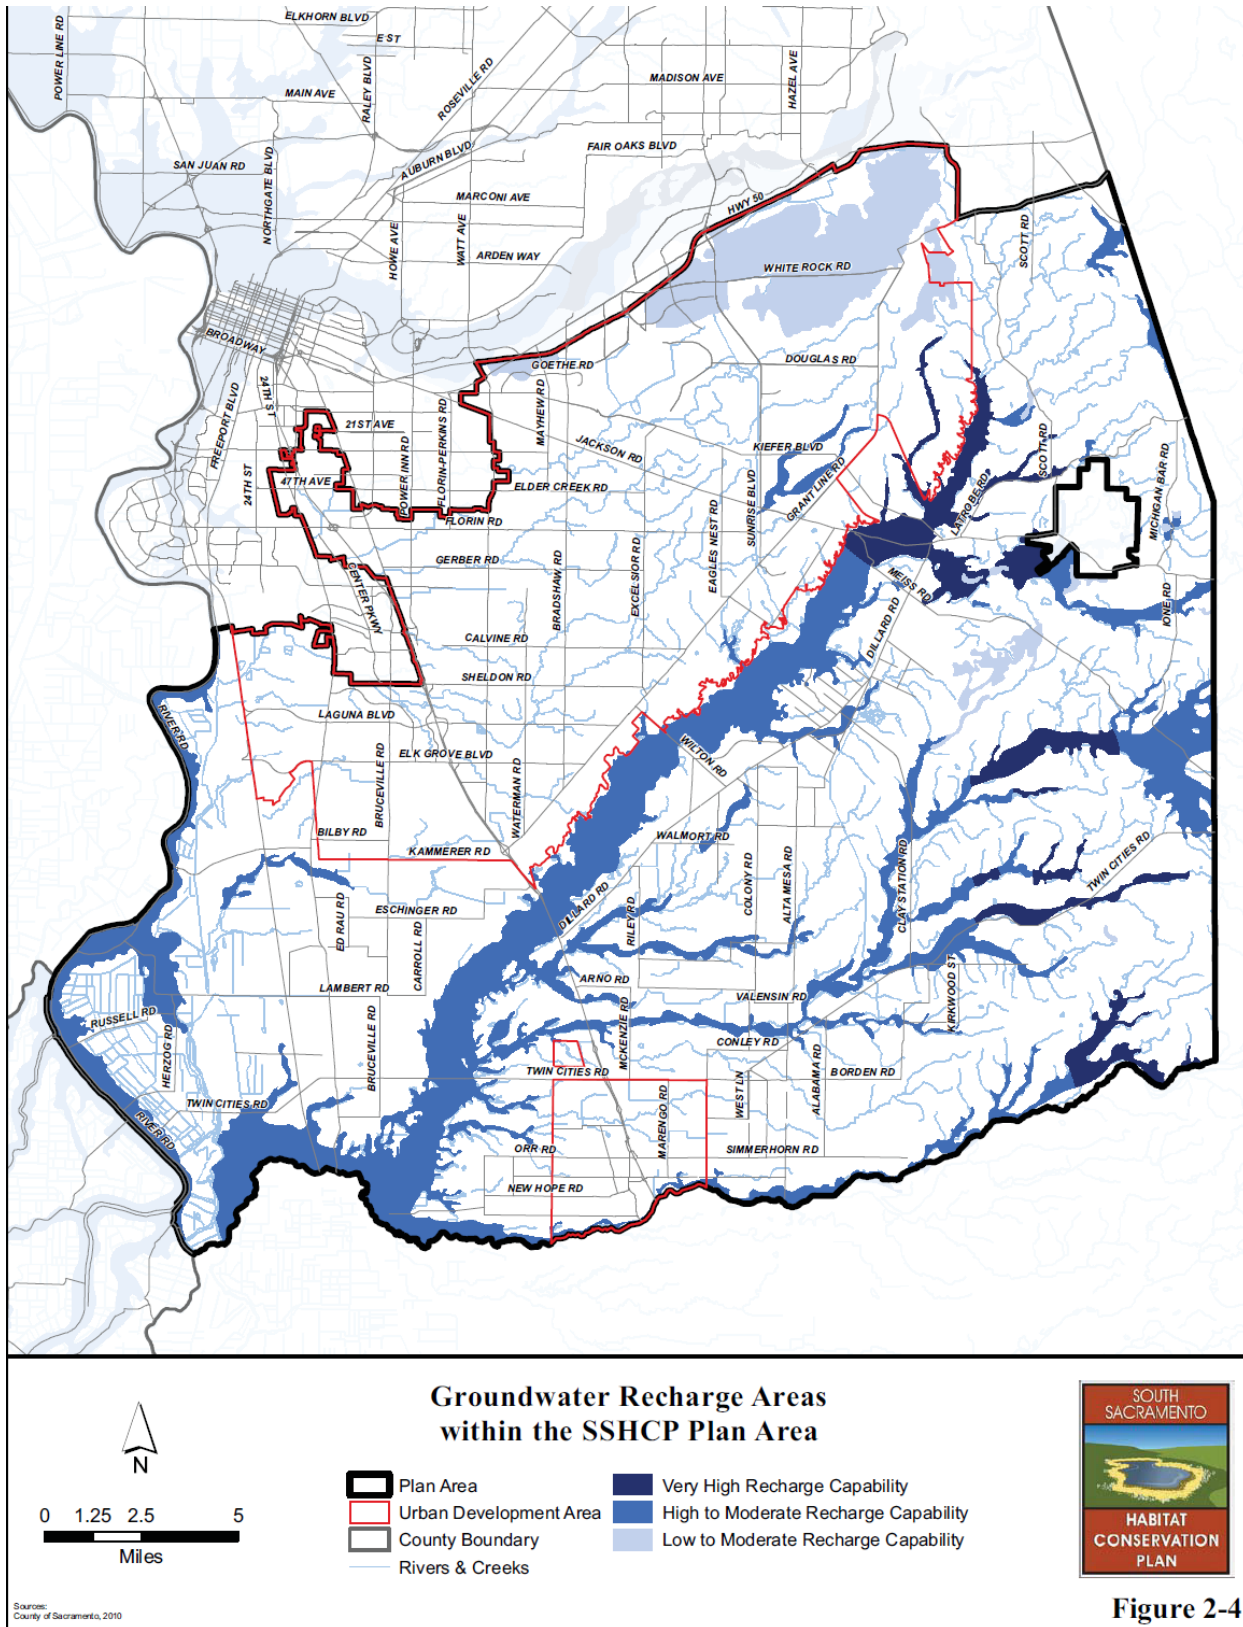 ELKHORN BLVD
POWER LINE RD
E ST
RALEY BLVD
ROSEVILLE RD
MADISON AVE
HAZEL AVE
MAIN AVE
SAN JUAN RD
NORTHGATE BLVD
AUBURN BLVD
FAIR OAKS BLVD
MARCONI AVE
HWY 50
HOWE AVE
WATT AVE
ARDEN WAY
WHITE ROCK RD
SCOTT RD
BROADWAY
GOETHE RD
DOUGLAS RD
24TH ST
FREEPORT BLVD
21ST AVE
FLORIN-PERKINS RD
MAYHEW RD
JACKSON RD
KIEFER BLVD
SCOTT RD
MICHIGAN BAR RD
24TH ST
47TH AVE
POWER INN RD
ELDER CREEK RD
GRANT LINE RD
SUNRISE BLVD
LATROBE RD
FLORIN RD
EAGLES NEST RD
GERBER RD
CENTER PKWY
BRADSHAW RD
EXCELSIOR RD
MEISS RD
IONE RD
DILLARD RD
CALVINE RD
SHELDON RD
RIVER RD
LAGUNA BLVD
ELK GROVE BLVD
WILTON RD
BRUCEVILLE RD
WATERMAN RD
BILBY RD
KAMMERER RD
WALMORT RD
TWIN CITIES RD
COLONY RD
ALTA MESA RD
CLAY STATION RD
ED RAU RD
ESCHINGER RD
DILLARD RD
RILEY RD
CARROLL RD
LAMBERT RD
ARNO RD
VALENSIN RD
KIRKWOOD ST
RUSSELL RD
HERZOG RD
BRUCEVILLE RD
MCKENZIE RD
CONLEY RD
TWIN CITIES RD
BORDEN RD
WEST LN
ALABAMA RD
MARENGO RD
TWIN CITIES RD
RIVER RD
ORR RD
SIMMERHORN RD
NEW HOPE RD
Groundwater Recharge Areas
within the SSHCP Plan Area
N
0 1.25 2.5 5
Miles
Plan Area
Urban Development Area
County Boundary
Rivers & Creeks
Very High Recharge Capability
High to Moderate Recharge Capability
Low to Moderate Recharge Capability
SOUTH
SACRAMENTO
HABITAT
CONSERVATION
PLAN
Sources:
County of Sacramento, 2010
Figure 2-4